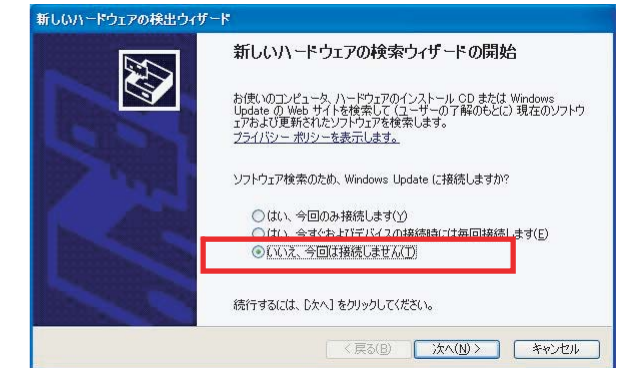 新しいハードウェアの検出ウィザード
新しいハードウェアの検索ウィザードの開始
お使いのコンピュータ、ハードウェアのインストール CD または Windows
Update の Web サイトを検索して (ユーザーの了解のもとに) 現在のソフトウ
ェアおよび更新されたソフトウェアを検索します。
プライバシー ポリシーを表示します。
ソフトウェア検索のため、Windows Update に接続しますか?
はい、今回のみ接続します(Y)
はい、今すぐおよびデバイスの接続時には毎回接続します(E)
いいえ、今回は接続しません(T)
続行するには、[次へ] をクリックしてください。
< 戻る(B) 次へ(N) > キャンセル